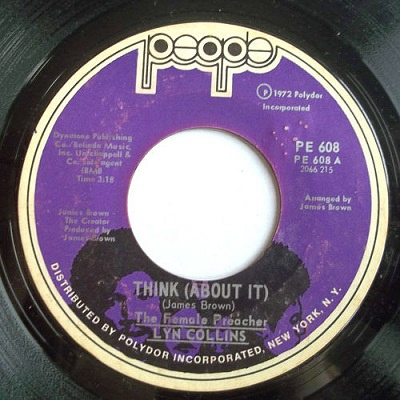 people
℗ 1972 Polydor
Incorporated
Dynatone Publishing
Co./Belinda Music,
Inc. Unichappell &
Co. Sole agent
(BMI)
Time 3:18
PE 608
PE 608 A
2066 215
James Brown
The Creator
Produced by
James Brown
Arranged by
James Brown
THINK (ABOUT IT)
(James Brown)
The Female Preacher
LYN COLLINS
DISTRIBUTED BY POLYDOR INCORPORATED, NEW YORK, N.Y.